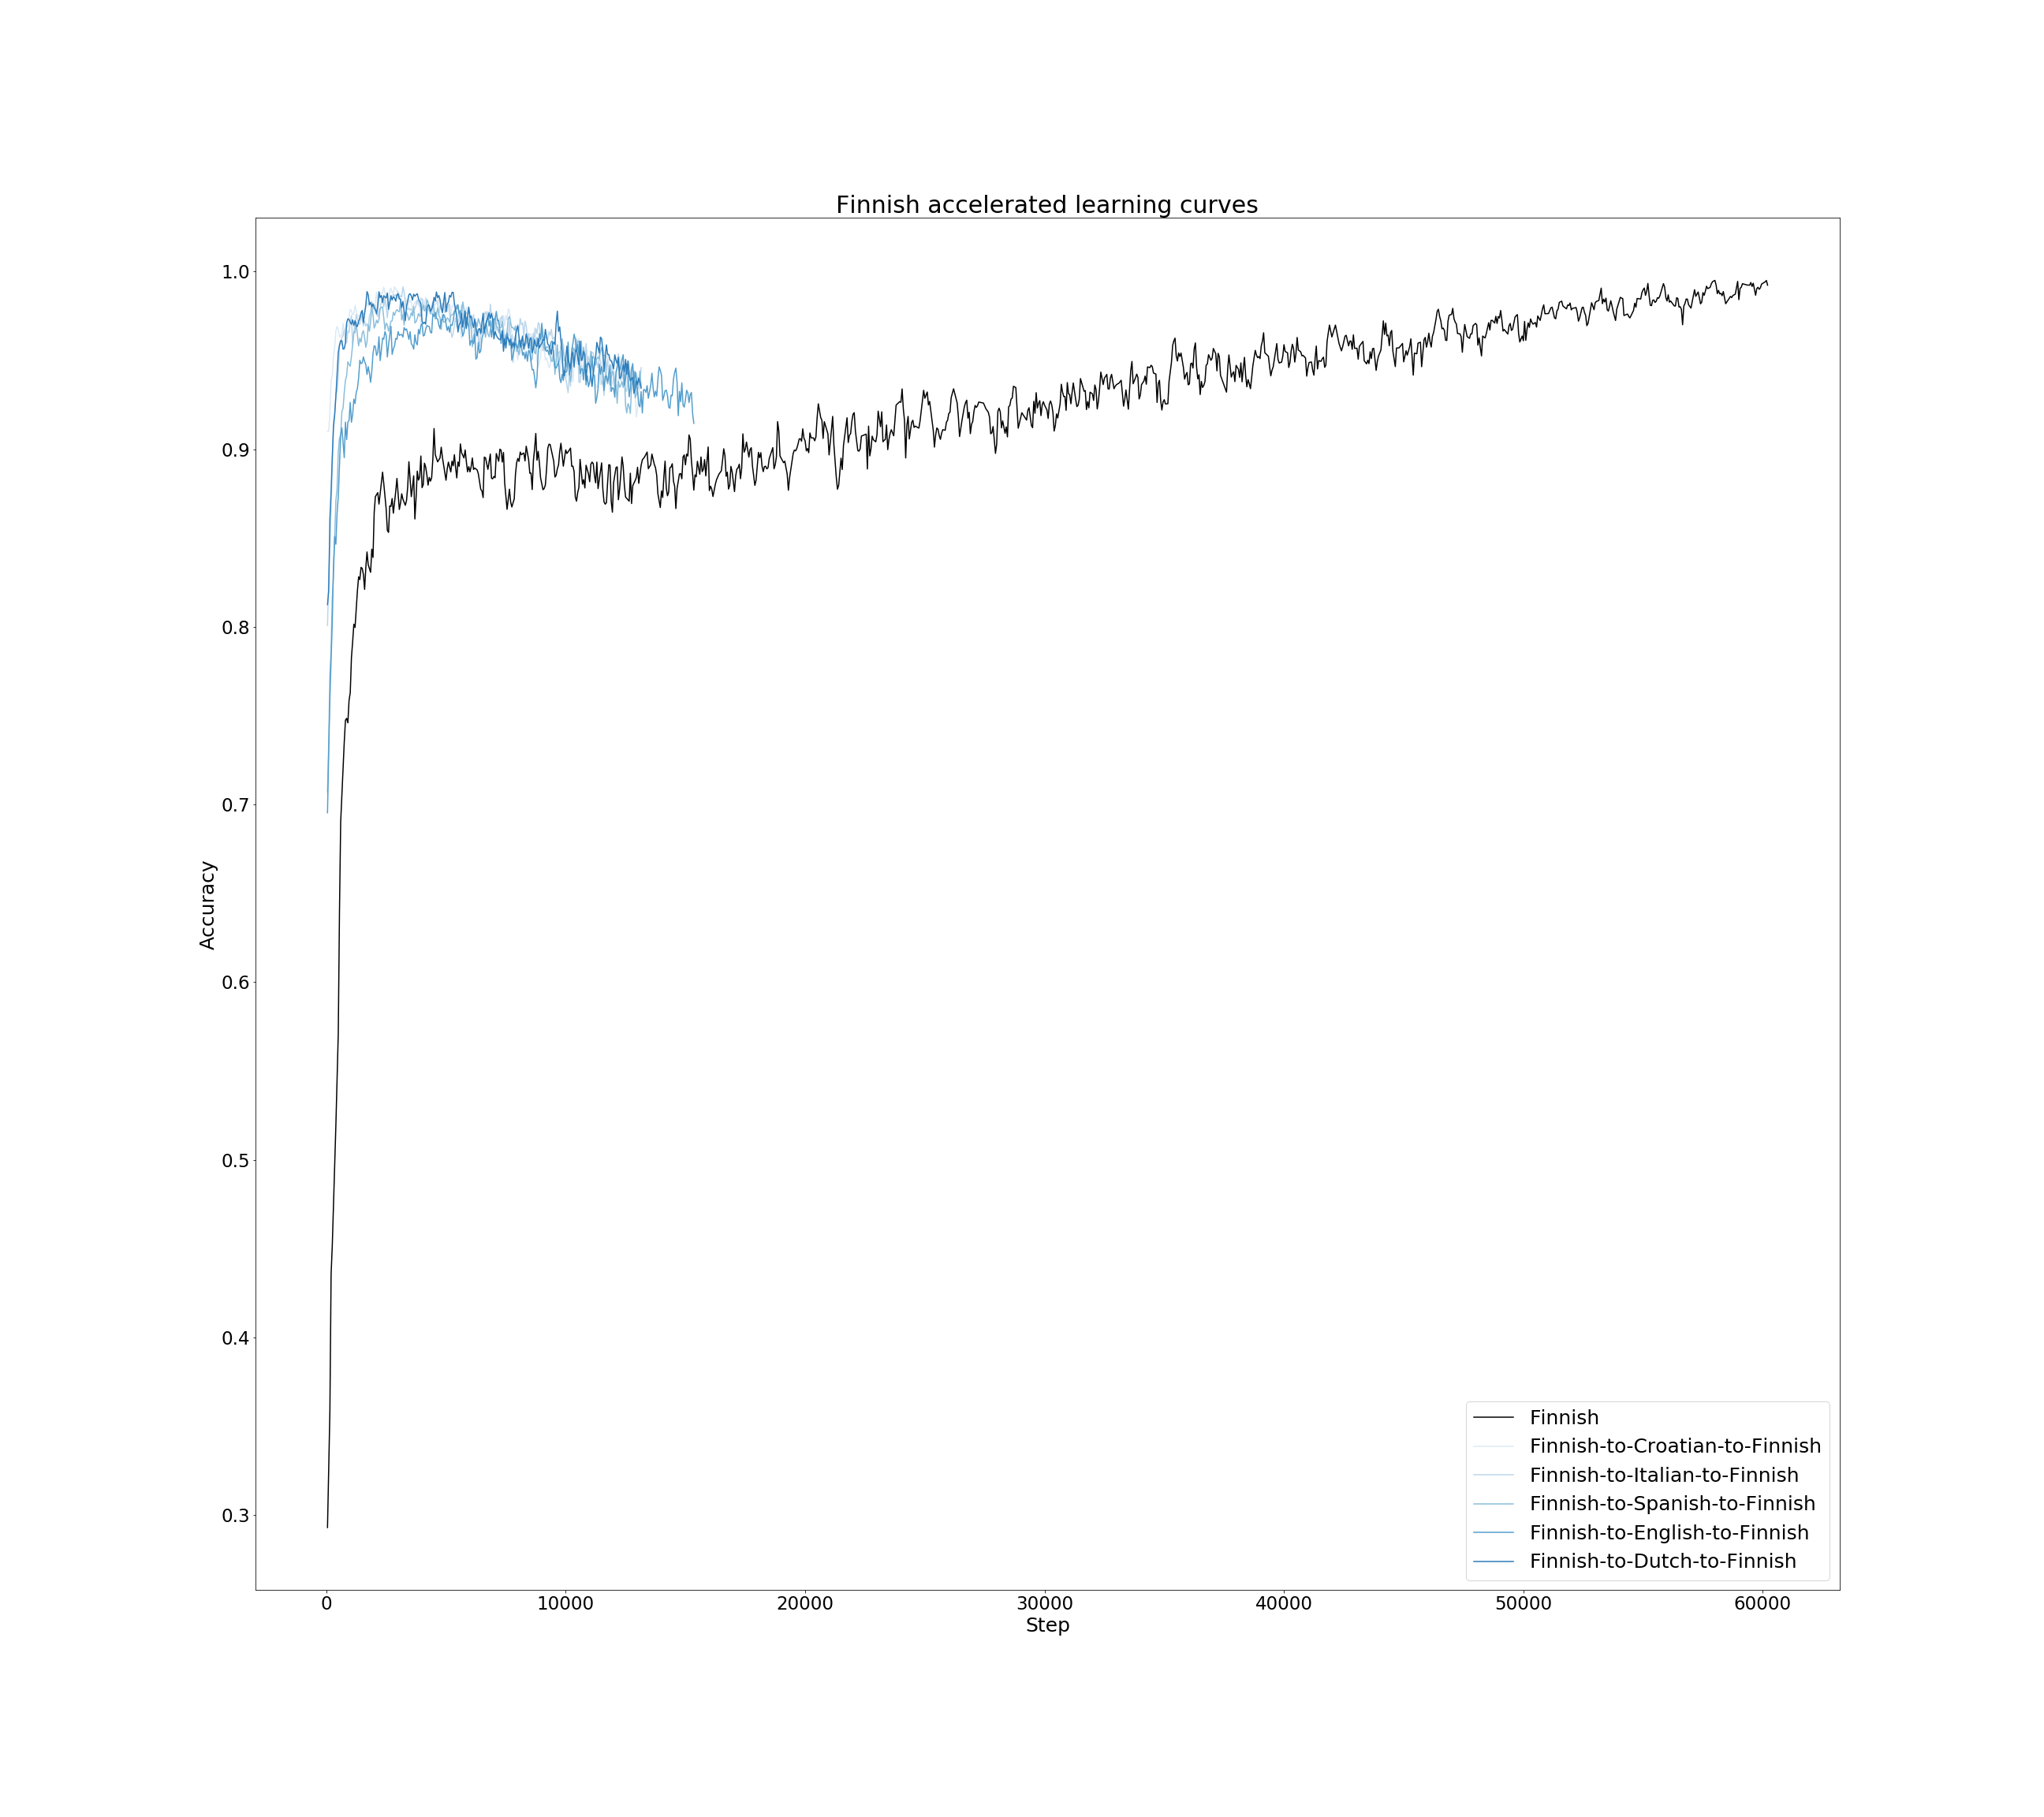 Finnish accelerated learning curves
1.0
0.9
0.8
0.7
0.6
0.5
0.4
0.3
Accuracy
0
10000
20000
30000
40000
50000
60000
Step
Finnish
Finnish-to-Croatian-to-Finnish
Finnish-to-Italian-to-Finnish
Finnish-to-Spanish-to-Finnish
Finnish-to-English-to-Finnish
Finnish-to-Dutch-to-Finnish